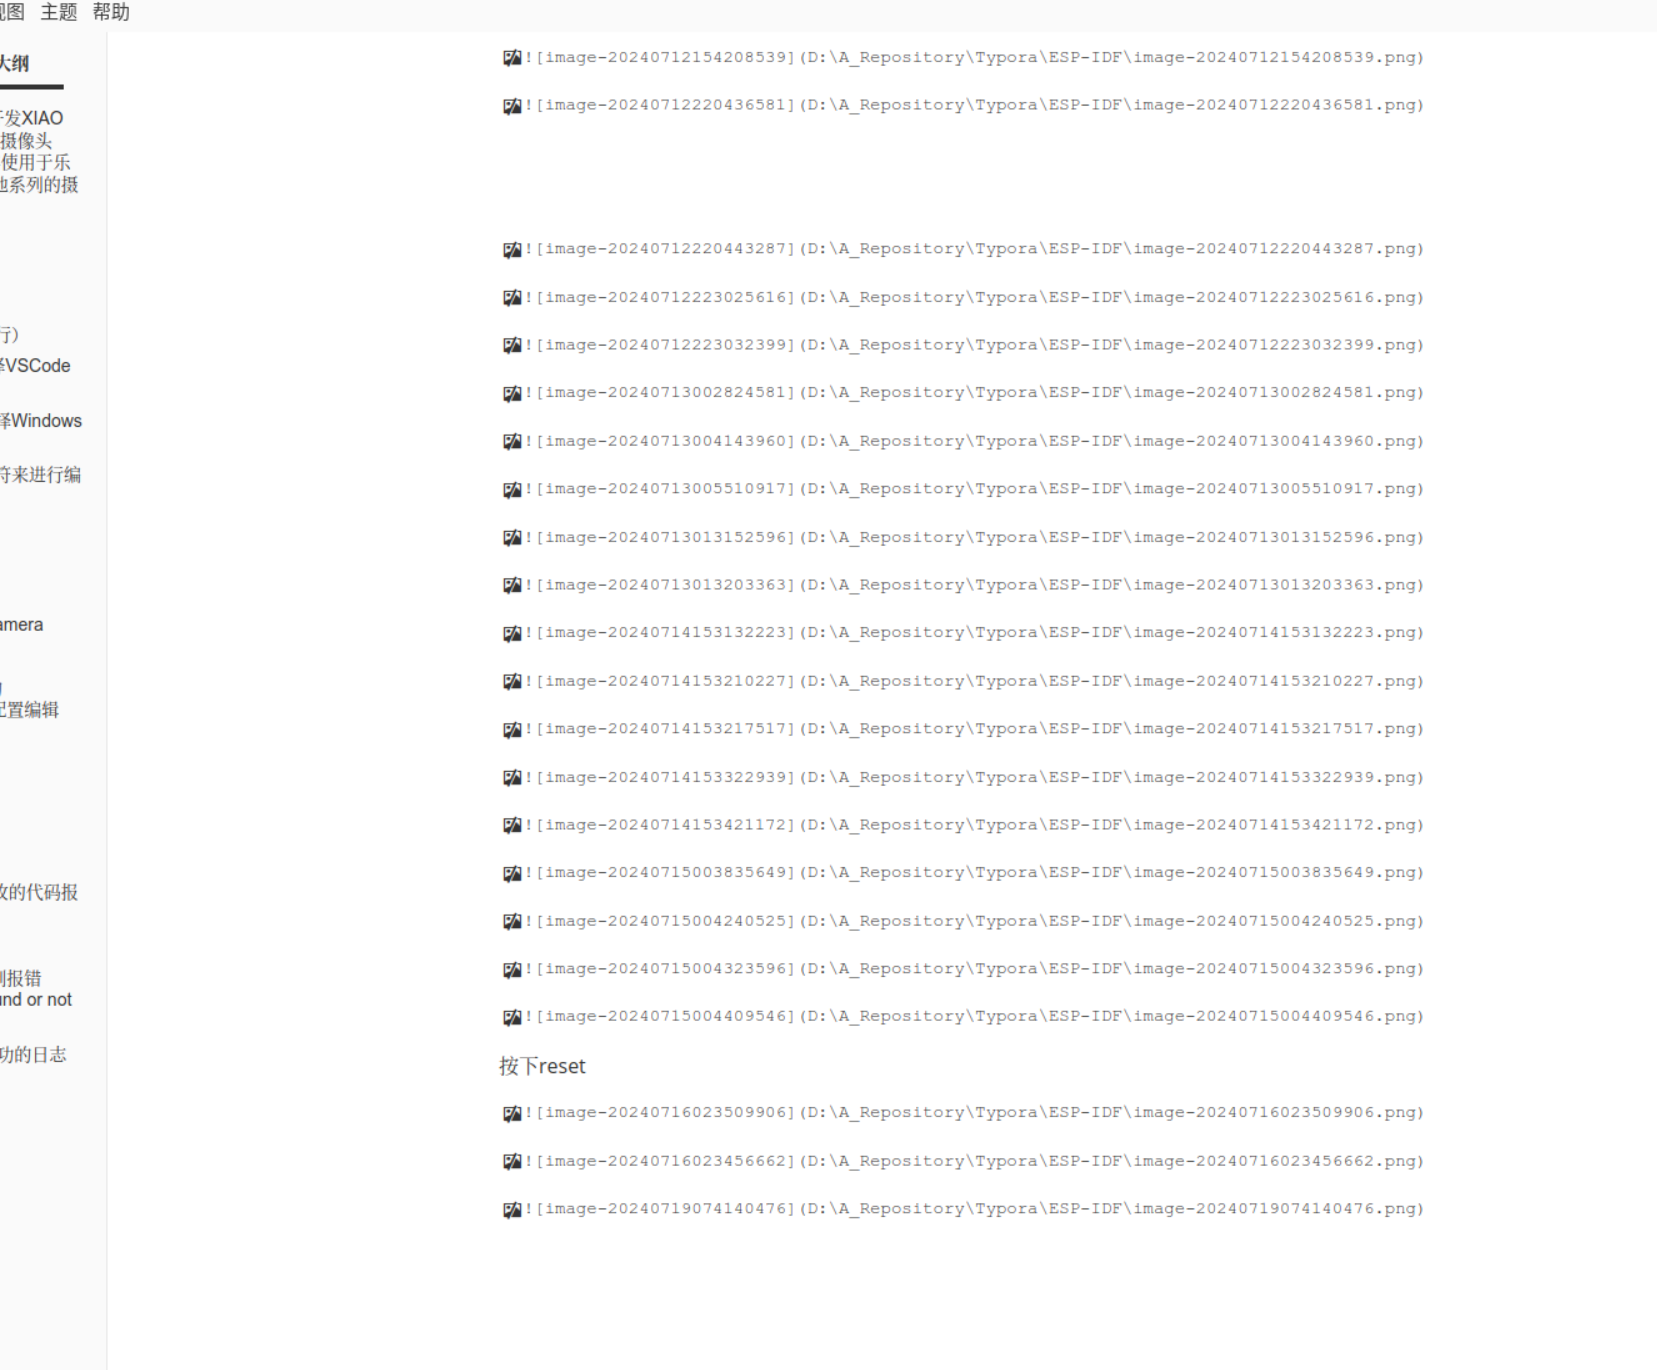 视图 主题 帮助
大纲
开发XIAO
摄像头
使用于乐
他系列的摄
行）
VSCode
译Windows
符来进行编
amera
配置编辑
改的代码报
到报错
und or not
功的日志
![image-20240712154208539](D:\A_Repository\Typora\ESP-IDF\image-20240712154208539.png)
![image-20240712220436581](D:\A_Repository\Typora\ESP-IDF\image-20240712220436581.png)
![image-20240712220443287](D:\A_Repository\Typora\ESP-IDF\image-20240712220443287.png)
![image-20240712223025616](D:\A_Repository\Typora\ESP-IDF\image-20240712223025616.png)
![image-20240712223032399](D:\A_Repository\Typora\ESP-IDF\image-20240712223032399.png)
![image-20240713002824581](D:\A_Repository\Typora\ESP-IDF\image-20240713002824581.png)
![image-20240713004143960](D:\A_Repository\Typora\ESP-IDF\image-20240713004143960.png)
![image-20240713005510917](D:\A_Repository\Typora\ESP-IDF\image-20240713005510917.png)
![image-20240713013152596](D:\A_Repository\Typora\ESP-IDF\image-20240713013152596.png)
![image-20240713013203363](D:\A_Repository\Typora\ESP-IDF\image-20240713013203363.png)
![image-20240714153132223](D:\A_Repository\Typora\ESP-IDF\image-20240714153132223.png)
![image-20240714153210227](D:\A_Repository\Typora\ESP-IDF\image-20240714153210227.png)
![image-20240714153217517](D:\A_Repository\Typora\ESP-IDF\image-20240714153217517.png)
![image-20240714153322939](D:\A_Repository\Typora\ESP-IDF\image-20240714153322939.png)
![image-20240714153421172](D:\A_Repository\Typora\ESP-IDF\image-20240714153421172.png)
![image-20240715003835649](D:\A_Repository\Typora\ESP-IDF\image-20240715003835649.png)
![image-20240715004240525](D:\A_Repository\Typora\ESP-IDF\image-20240715004240525.png)
![image-20240715004323596](D:\A_Repository\Typora\ESP-IDF\image-20240715004323596.png)
![image-20240715004409546](D:\A_Repository\Typora\ESP-IDF\image-20240715004409546.png)
按下reset
![image-20240716023509906](D:\A_Repository\Typora\ESP-IDF\image-20240716023509906.png)
![image-20240716023456662](D:\A_Repository\Typora\ESP-IDF\image-20240716023456662.png)
![image-20240719074140476](D:\A_Repository\Typora\ESP-IDF\image-20240719074140476.png)